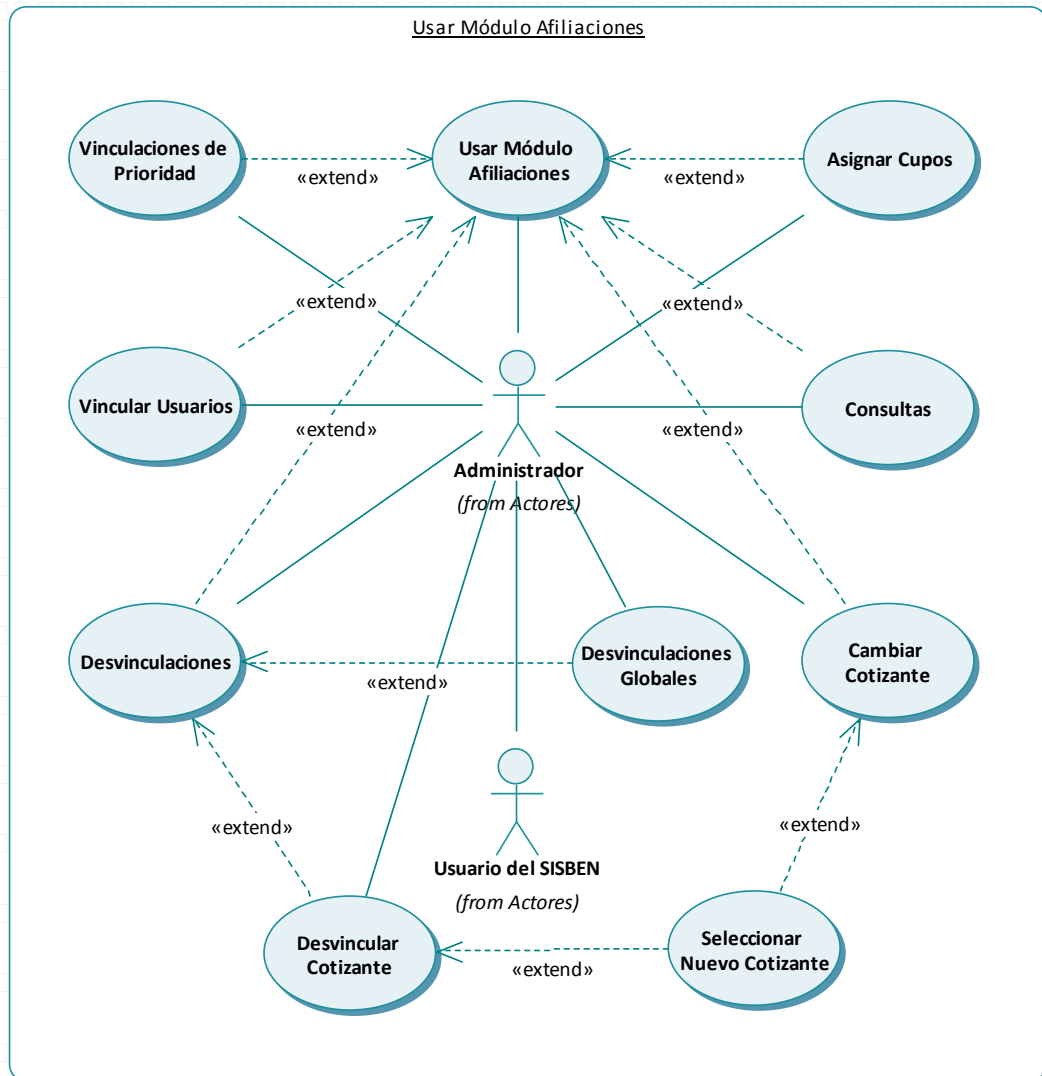 Usar Módulo Afiliaciones
Vinculaciones de
Prioridad
«extend»
Usar Módulo
Afiliaciones
«extend»
Asignar Cupos
«extend»
«extend»
Vincular Usuarios
«extend»
«extend»
Consultas
Administrador
(from Actores)
Desvinculaciones
«extend»
Desvinculaciones
Globales
Cambiar
Cotizante
«extend»
«extend»
Usuario del SISBEN
(from Actores)
Desvincular
Cotizante
«extend»
Seleccionar
Nuevo Cotizante